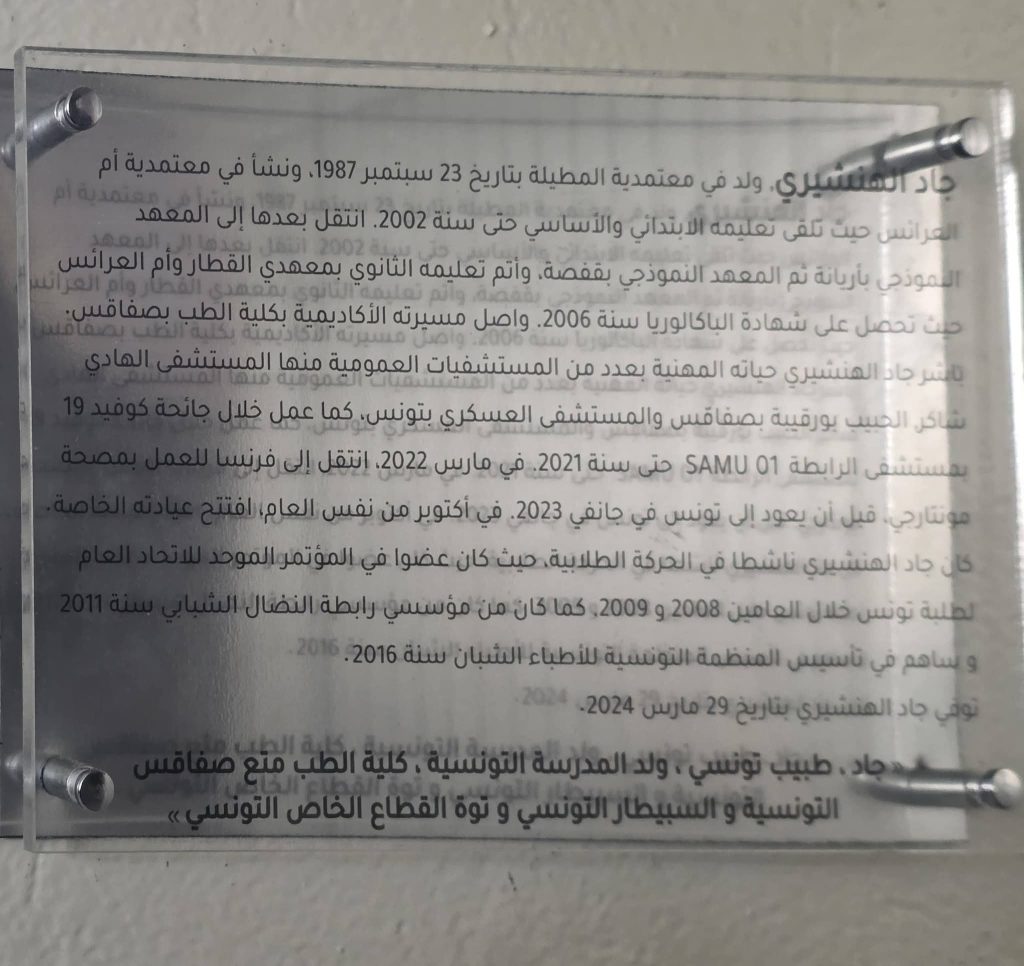 جاد الهنشيري، ولد في معتمدية المظيلة بتاريخ 23 سبتمبر 1987، ونشأ في معتمدية أم
العرائس حيث تلقى تعليمه الابتدائي والأساسي حتى سنة 2002. انتقل بعدها إلى المعهد
النموذجي بأريانة ثم المعهد النموذجي بقفصة، وأتم تعليمه الثانوي بمعهدي القطار وأم العرائس
حيث تحصل على شهادة الباكالوريا سنة 2006. واصل مسيرته الأكاديمية بكلية الطب بصفاقس.
باشر جاد الهنشيري حياته المهنية بعدد من المستشفيات العمومية منها المستشفى الهادي
شاكر، الحبيب بورقيبة بصفاقس والمستشفى العسكري بتونس، كما عمل خلال جائحة كوفيد 19
بمستشفى الرابطة SAMU 01 حتى سنة 2021. في مارس 2022، انتقل إلى فرنسا للعمل بمصحة
مونتارجي، قبل أن يعود إلى تونس في جانفي 2023. في أكتوبر من نفس العام، افتتح عيادته الخاصة.
كان جاد الهنشيري ناشطا في الحركة الطلابية، حيث كان عضوا في المؤتمر الموحد للاتحاد العام
لطلبة تونس خلال العامين 2008 و 2009، كما كان من مؤسسي رابطة النضال الشبابي سنة 2011
و ساهم في تأسيس المنظمة التونسية للأطباء الشبان سنة 2016.
توفي جاد الهنشيري بتاريخ 29 مارس 2024.
« جاد ، طبيب تونسي ، ولد المدرسة التونسية ، كلية الطب متع صفاقس
التونسية و السبيطار التونسي و توة القطاع الخاص التونسي »